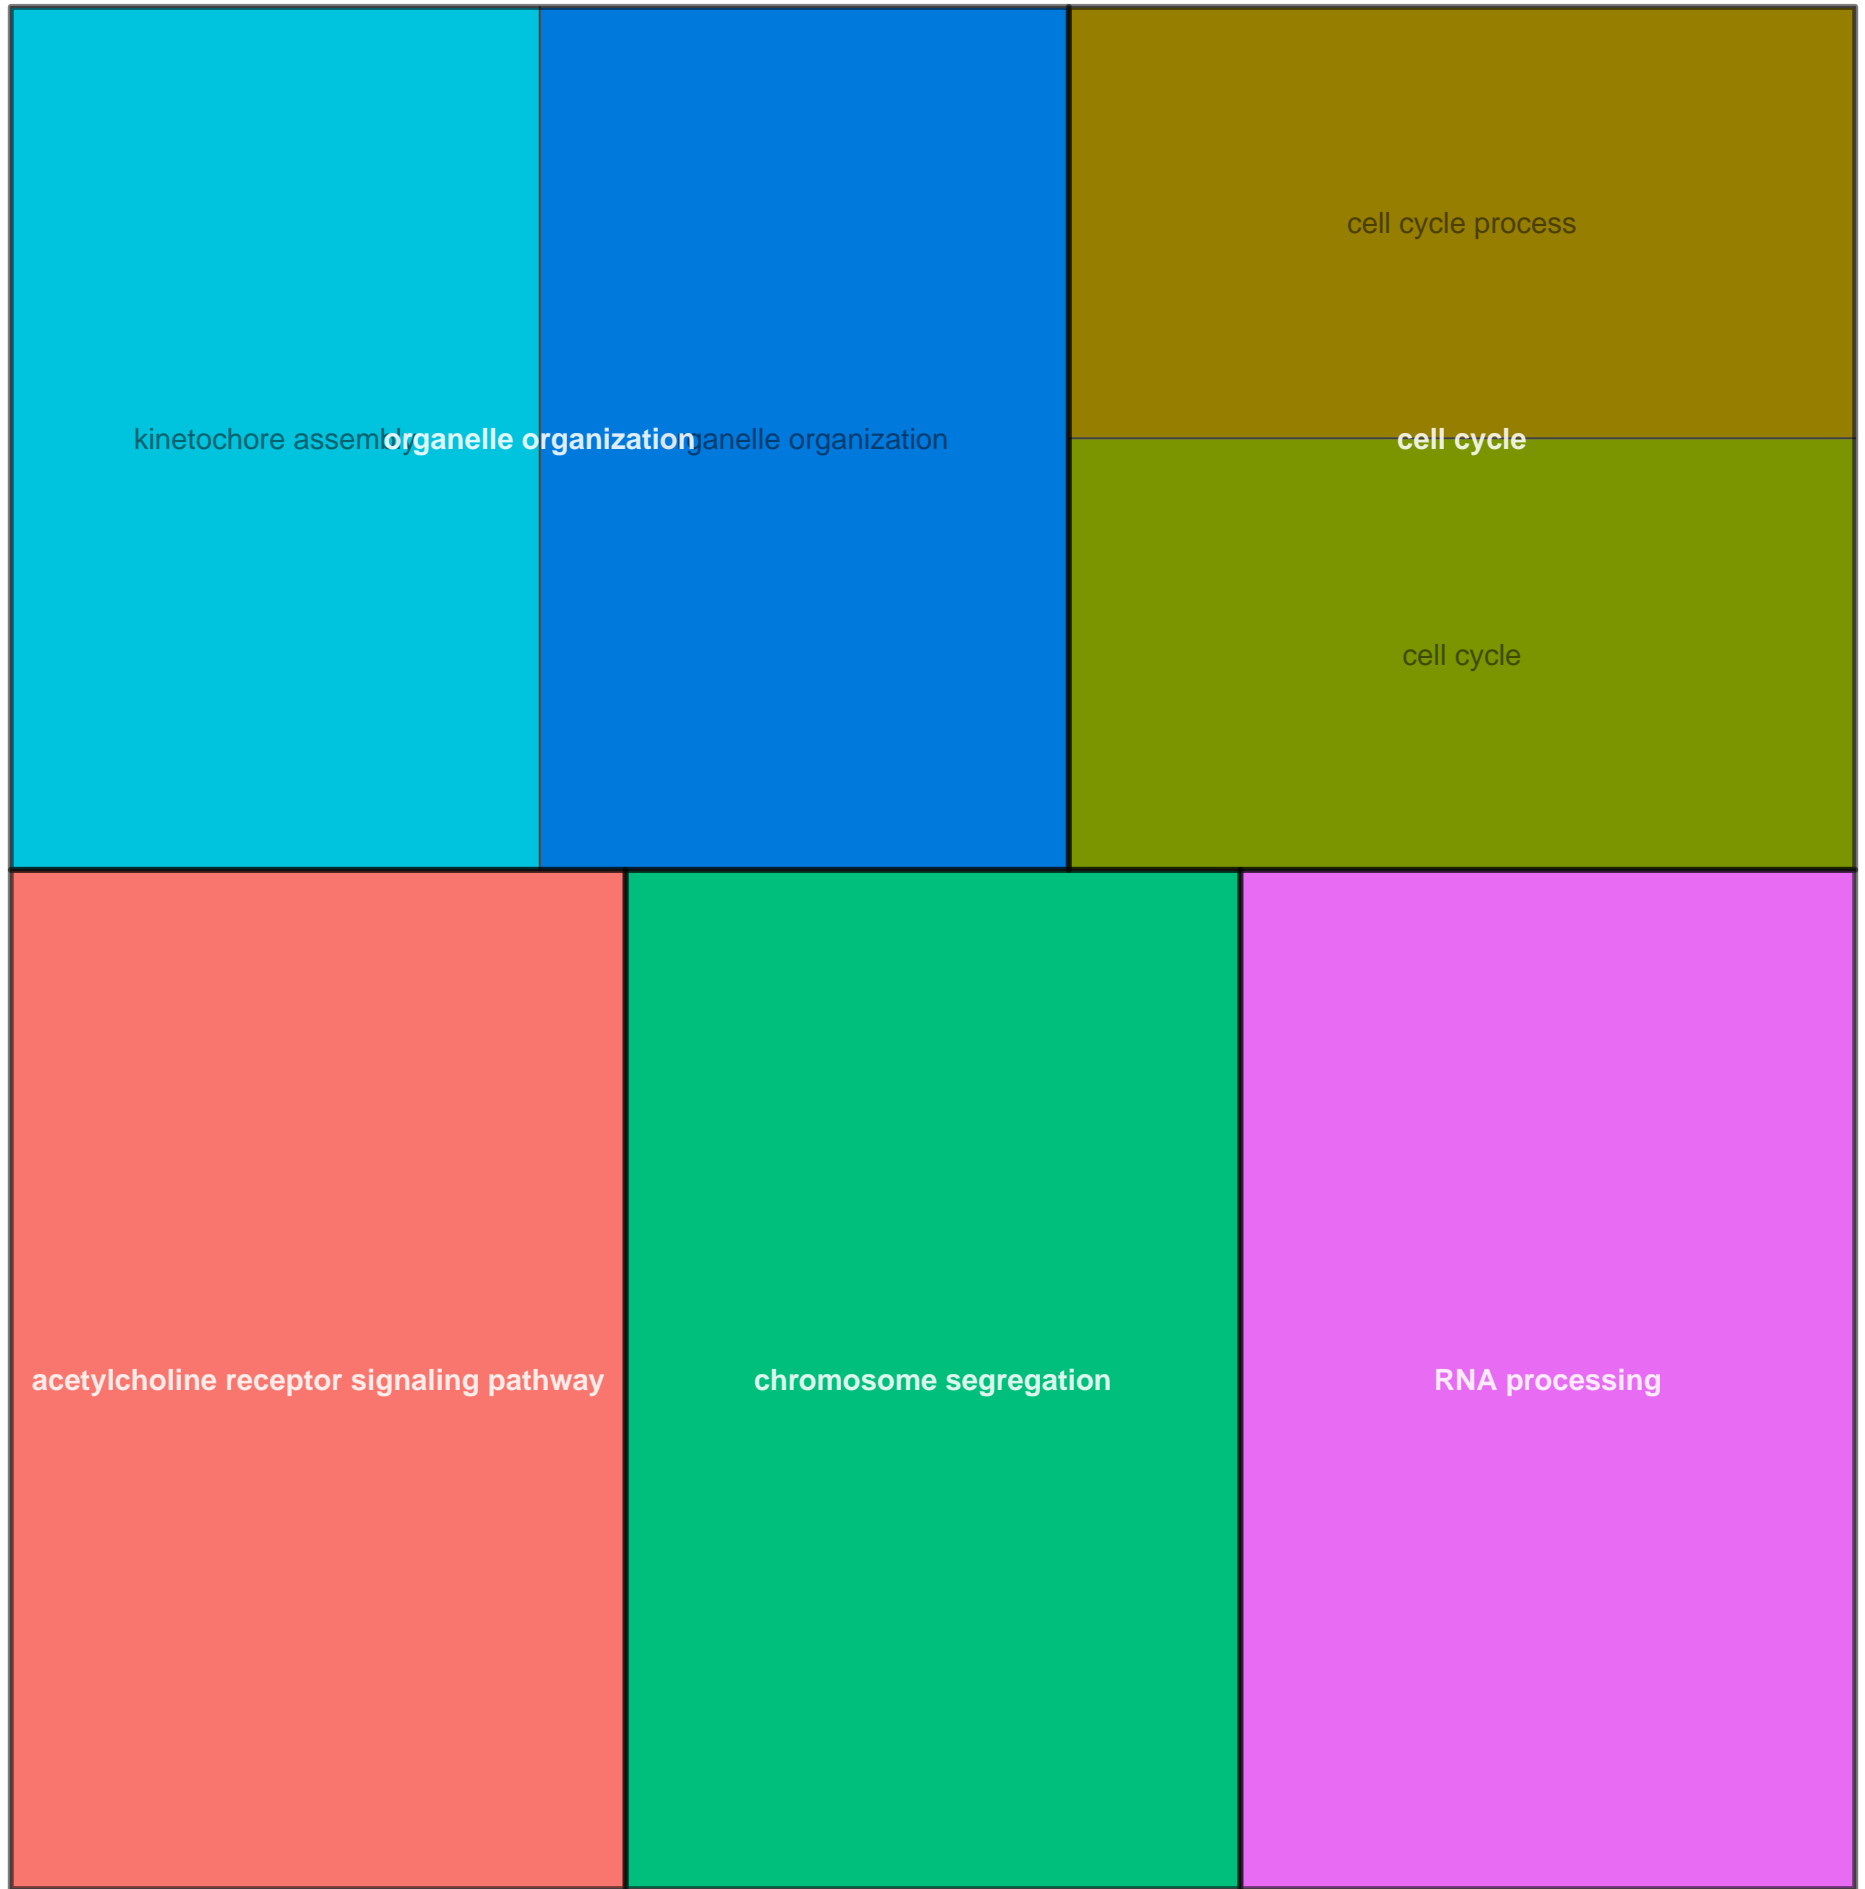 cell cycle process
kinetochore assembly
organelle organization
ganelle organization
cell cycle
cell cycle
acetylcholine receptor signaling pathway
chromosome segregation
RNA processing